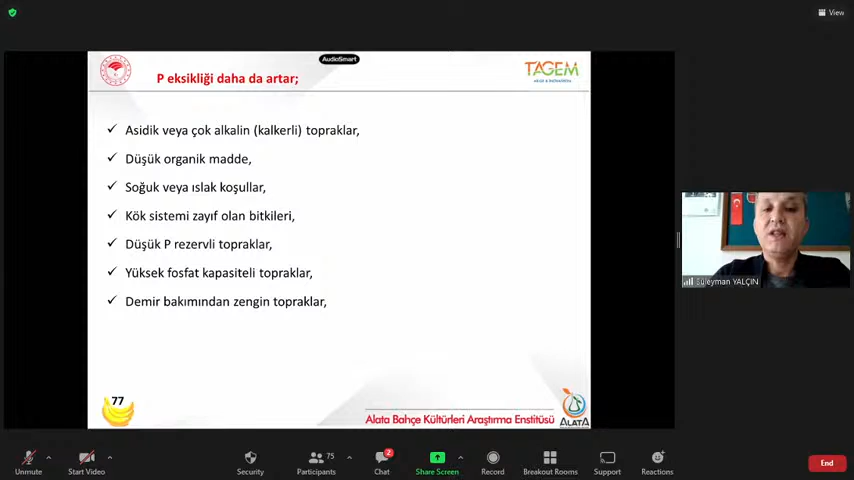 View
AudioSmart
P eksikliği daha da artar;
TAGEM
Asidik veya çok alkalin (kalkerli) topraklar,
Düşük organik madde,
Soğuk veya ıslak koşullar,
Kök sistemi zayıf olan bitkileri,
Düşük P rezervli topraklar,
Yüksek fosfat kapasiteli topraklar,
Demir bakımından zengin topraklar,
Süleyman YALÇIN
77
Alata Bahçe Kültürleri Araştırma Enstitüsü
ALATA
Unmute
Start Video
Security
Participants
75
Chat
2
Share Screen
Record
Breakout Rooms
Support
Reactions
End